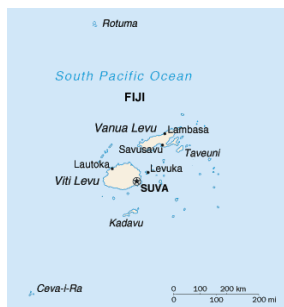 Rotuma
South Pacific Ocean
FIJI
Vanua Levu
Lambasa
Savusavu
Taveuni
Lautoka
Levuka
Viti Levu
SUVA
Kadavu
Ceva-i-Ra
0 100 200 km
0 100 200 mi